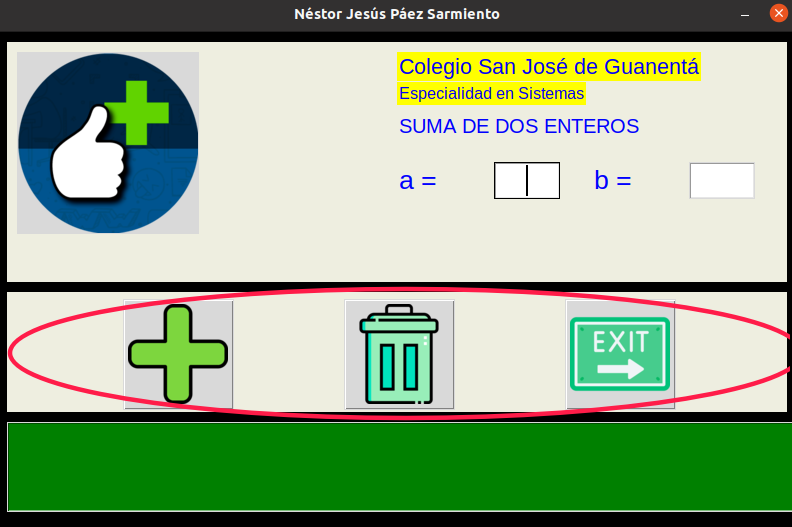 Néstor Jesús Páez Sarmiento
Colegio San José de Guanentá
Especialidad en Sistemas
SUMA DE DOS ENTEROS
a = b =
EXIT